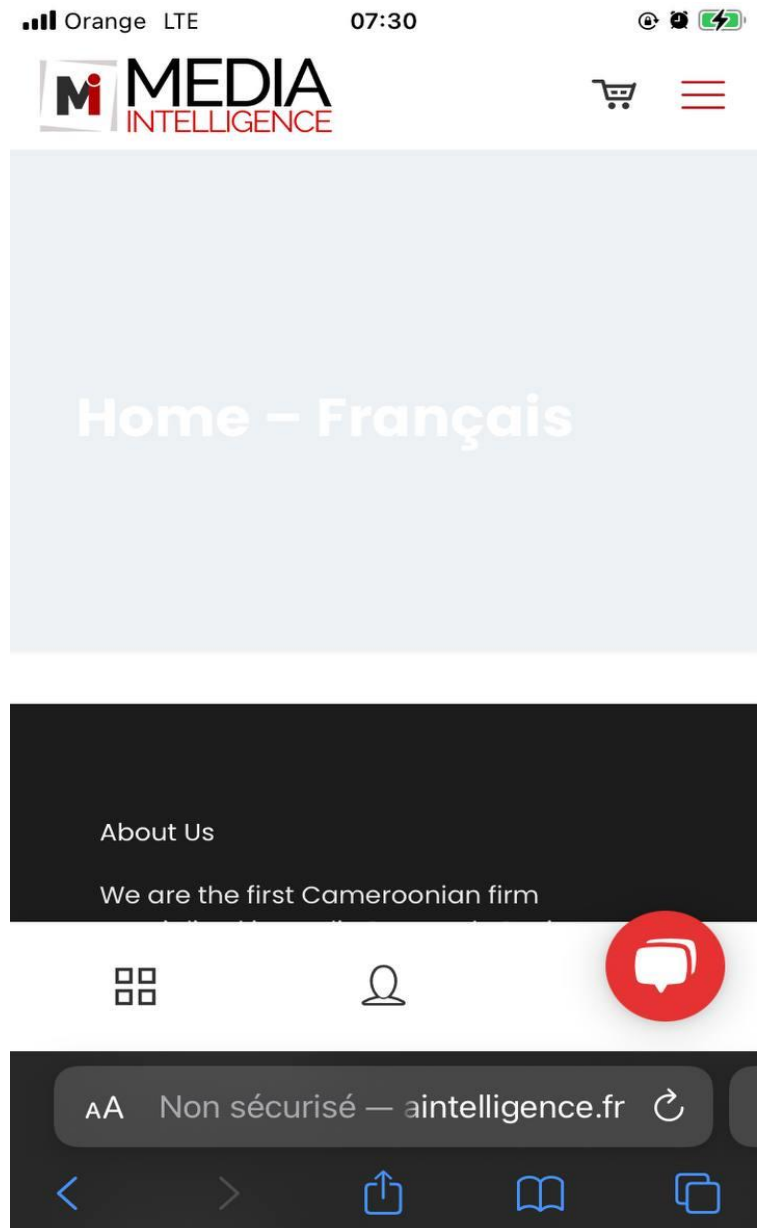 Orange LTE 07:30
Mi MEDIA
INTELLIGENCE
Home – Français
About Us
We are the first Cameroonian firm
AA Non sécurisé — aintelligence.fr